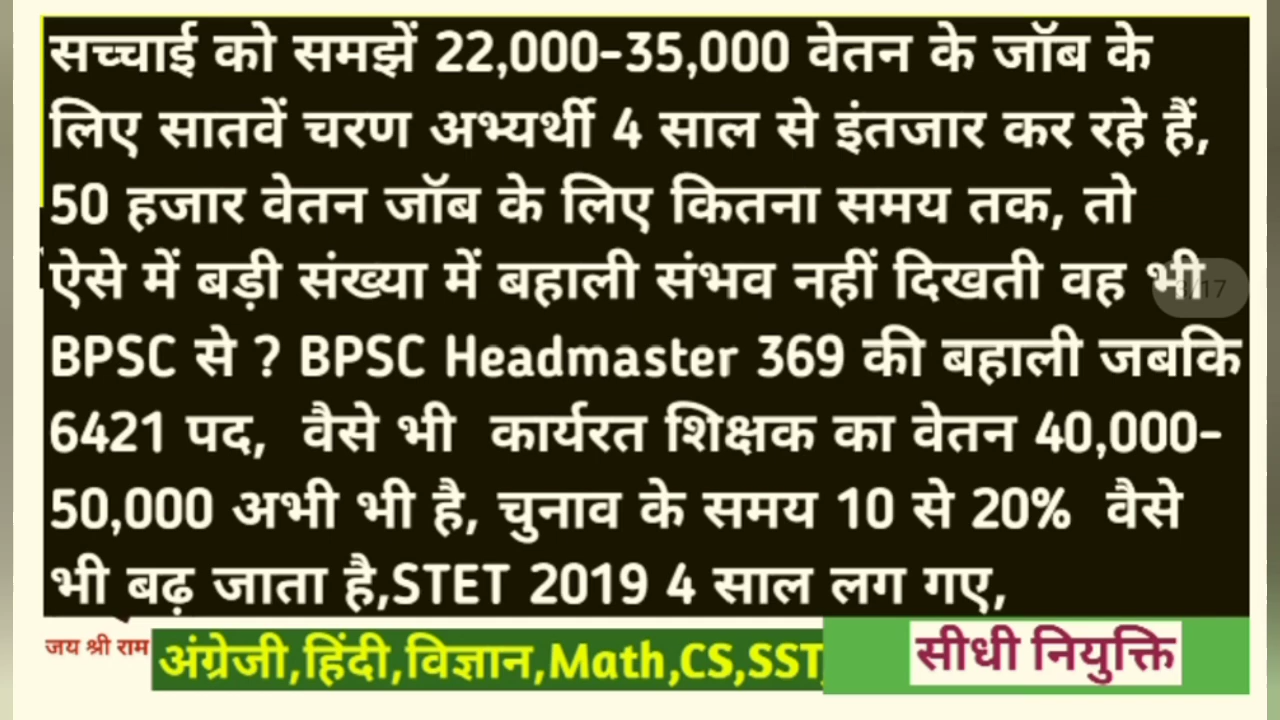 सच्चाई को समझें 22,000-35,000 वेतन के जॉब के
लिए सातवें चरण अभ्यर्थी 4 साल से इंतजार कर रहे हैं,
50 हजार वेतन जॉब के लिए कितना समय तक, तो
ऐसे में बड़ी संख्या में बहाली संभव नहीं दिखती वह भी
BPSC से ? BPSC Headmaster 369 की बहाली जबकि
6421 पद, वैसे भी कार्यरत शिक्षक का वेतन 40,000-
50,000 अभी भी है, चुनाव के समय 10 से 20% वैसे
भी बढ़ जाता है,STET 2019 4 साल लग गए,
जय श्री राम
अंग्रेजी,हिंदी,विज्ञान,Math,CS,SST,
सीधी नियुक्ति